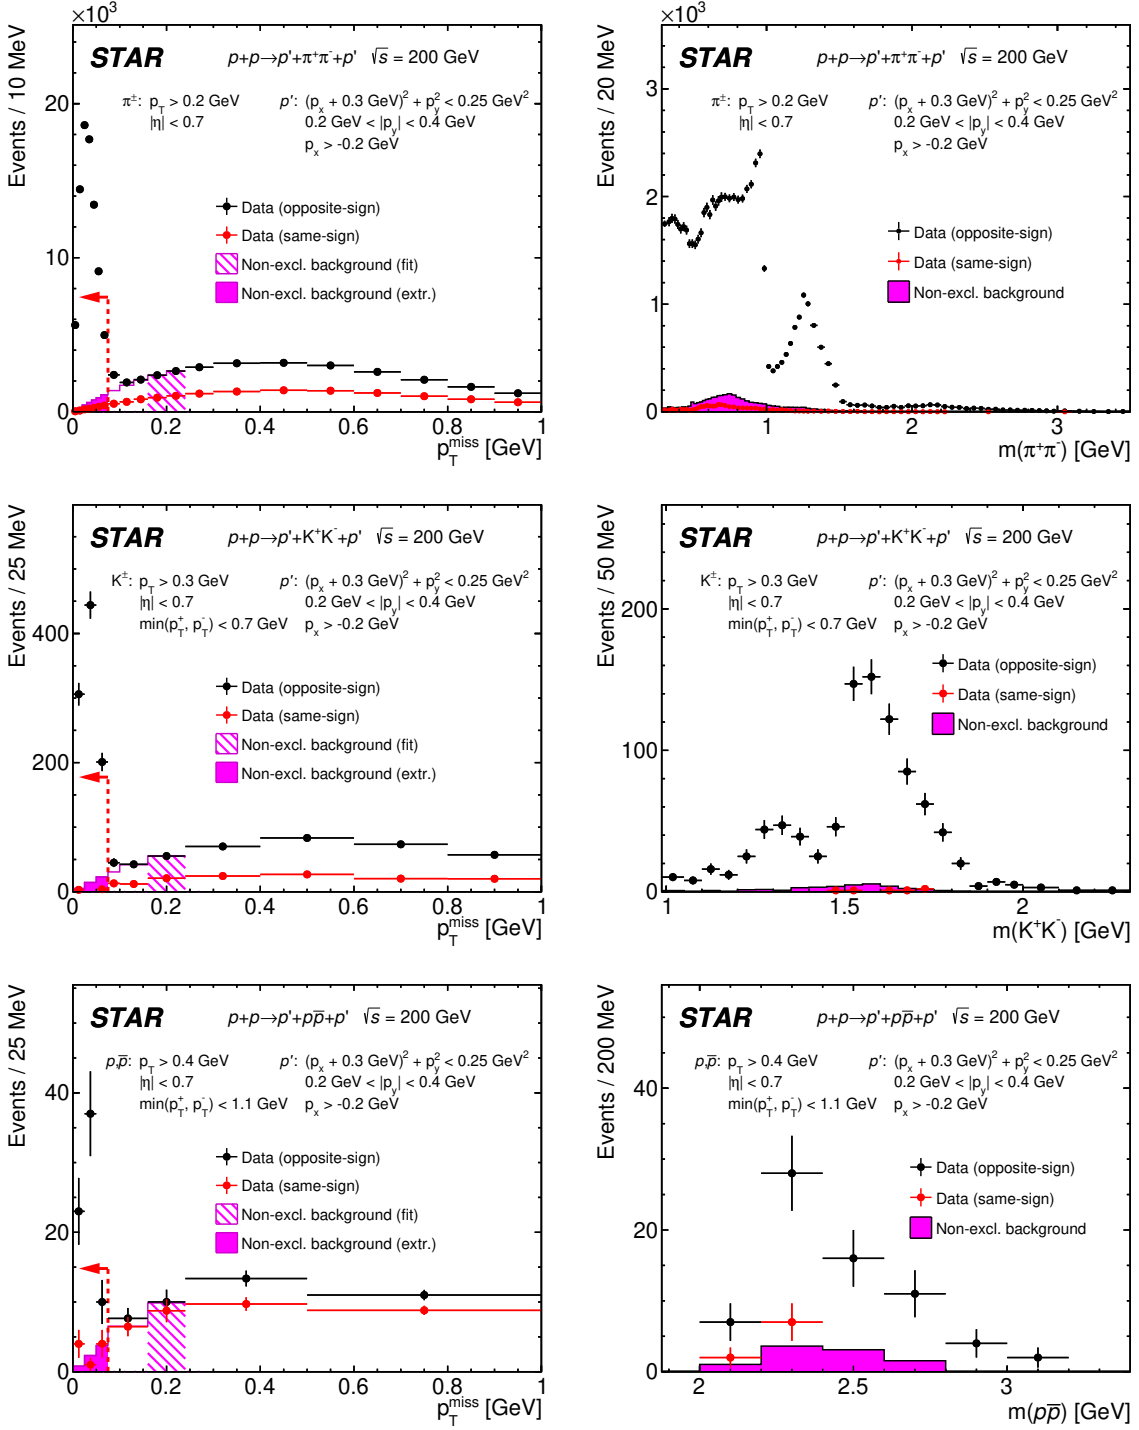 ×10³
Events / 10 MeV
STAR p+p→p'+π⁺π⁻+p' √s = 200 GeV
π±: p_T > 0.2 GeV p': (p_x + 0.3 GeV)² + p_y² < 0.25 GeV²
|η| < 0.7 0.2 GeV < |p_y| < 0.4 GeV
p_x > -0.2 GeV
Data (opposite-sign)
Data (same-sign)
Non-excl. background (fit)
Non-excl. background (extr.)
20
10
0
0 0.2 0.4 0.6 0.8 1
p_T^miss [GeV]
×10³
Events / 20 MeV
STAR p+p→p'+π⁺π⁻+p' √s = 200 GeV
π±: p_T > 0.2 GeV p': (p_x + 0.3 GeV)² + p_y² < 0.25 GeV²
|η| < 0.7 0.2 GeV < |p_y| < 0.4 GeV
p_x > -0.2 GeV
Data (opposite-sign)
Data (same-sign)
Non-excl. background
3
2
1
0
1 2 3
m(π⁺π⁻) [GeV]
Events / 25 MeV
STAR p+p→p'+K⁺K⁻+p' √s = 200 GeV
K±: p_T > 0.3 GeV p': (p_x + 0.3 GeV)² + p_y² < 0.25 GeV²
|η| < 0.7 0.2 GeV < |p_y| < 0.4 GeV
min(p_T⁺, p_T⁻) < 0.7 GeV p_x > -0.2 GeV
Data (opposite-sign)
Data (same-sign)
Non-excl. background (fit)
Non-excl. background (extr.)
400
200
0
0 0.2 0.4 0.6 0.8 1
p_T^miss [GeV]
Events / 50 MeV
STAR p+p→p'+K⁺K⁻+p' √s = 200 GeV
K±: p_T > 0.3 GeV p': (p_x + 0.3 GeV)² + p_y² < 0.25 GeV²
|η| < 0.7 0.2 GeV < |p_y| < 0.4 GeV
min(p_T⁺, p_T⁻) < 0.7 GeV p_x > -0.2 GeV
Data (opposite-sign)
Data (same-sign)
Non-excl. background
200
100
0
1 1.5 2
m(K⁺K⁻) [GeV]
Events / 25 MeV
STAR p+p→p'+pp̅+p' √s = 200 GeV
p,p̅: p_T > 0.4 GeV p': (p_x + 0.3 GeV)² + p_y² < 0.25 GeV²
|η| < 0.7 0.2 GeV < |p_y| < 0.4 GeV
min(p_T⁺, p_T⁻) < 1.1 GeV p_x > -0.2 GeV
Data (opposite-sign)
Data (same-sign)
Non-excl. background (fit)
Non-excl. background (extr.)
40
20
0
0 0.2 0.4 0.6 0.8 1
p_T^miss [GeV]
Events / 200 MeV
STAR p+p→p'+pp̅+p' √s = 200 GeV
p,p̅: p_T > 0.4 GeV p': (p_x + 0.3 GeV)² + p_y² < 0.25 GeV²
|η| < 0.7 0.2 GeV < |p_y| < 0.4 GeV
min(p_T⁺, p_T⁻) < 1.1 GeV p_x > -0.2 GeV
Data (opposite-sign)
Data (same-sign)
Non-excl. background
40
20
0
2 2.5 3
m(pp̅) [GeV]